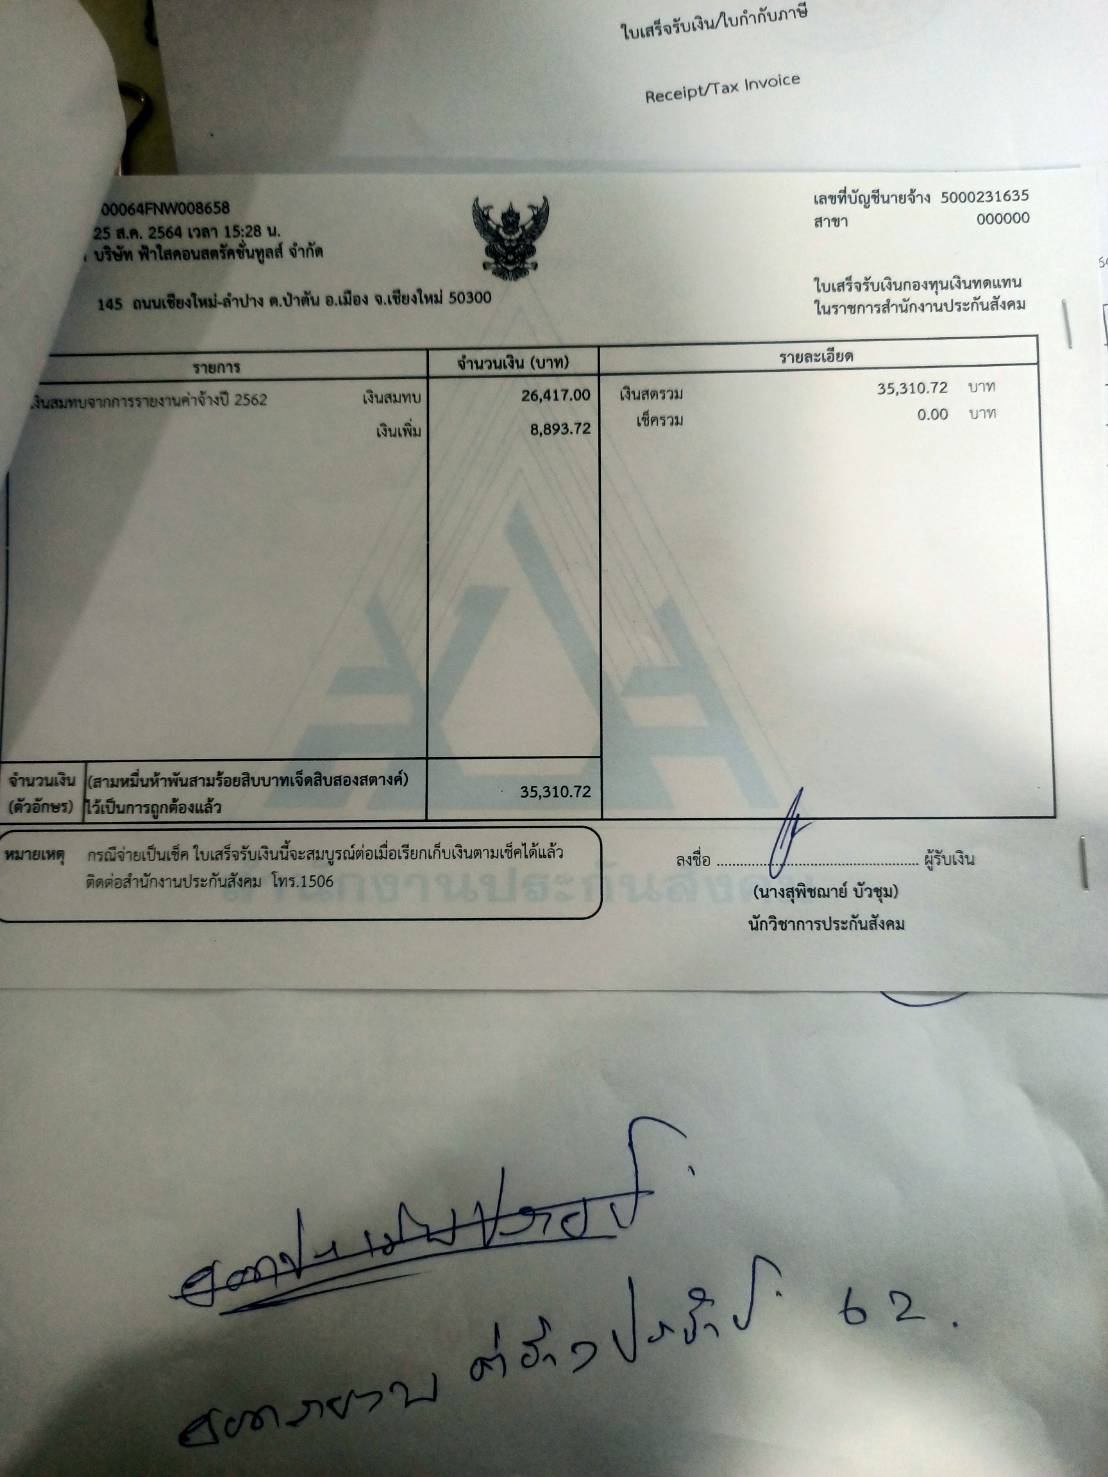 ใบเสร็จรับเงิน/ใบกำกับภาษี
Receipt/Tax Invoice
00064FNW008658
25 ส.ค. 2564 เวลา 15:28 น.
บริษัท ฟ้าใสคอนสตรัคชั่นทูลส์ จำกัด
145 ถนนเชียงใหม่-ลำปาง ต.ป่าตัน อ.เมือง จ.เชียงใหม่ 50300
เลขที่บัญชีนายจ้าง 5000231635
สาขา 000000
ใบเสร็จรับเงินกองทุนเงินทดแทน
ในราชการสำนักงานประกันสังคม
รายการ จำนวนเงิน (บาท) รายละเอียด
เงินสมทบจากการรายงานค่าจ้างปี 2562 เงินสมทบ 26,417.00 เงินสดรวม 35,310.72 บาท
เงินเพิ่ม 8,893.72 เช็ครวม 0.00 บาท
จำนวนเงิน (สามหมื่นห้าพันสามร้อยสิบบาทเจ็ดสิบสองสตางค์) 35,310.72
(ตัวอักษร) ไว้เป็นการถูกต้องแล้ว
หมายเหตุ กรณีจ่ายเป็นเช็ค ใบเสร็จรับเงินนี้จะสมบูรณ์ต่อเมื่อเรียกเก็บเงินตามเช็คได้แล้ว
ติดต่อสำนักงานประกันสังคม โทร.1506
สำนักงานประกันสังคม
ลงชื่อ ........................................ ผู้รับเงิน
(นางสุพิชฌาย์ บัวชุม)
นักวิชาการประกันสังคม
ค่าจ้างประจำปี 62.